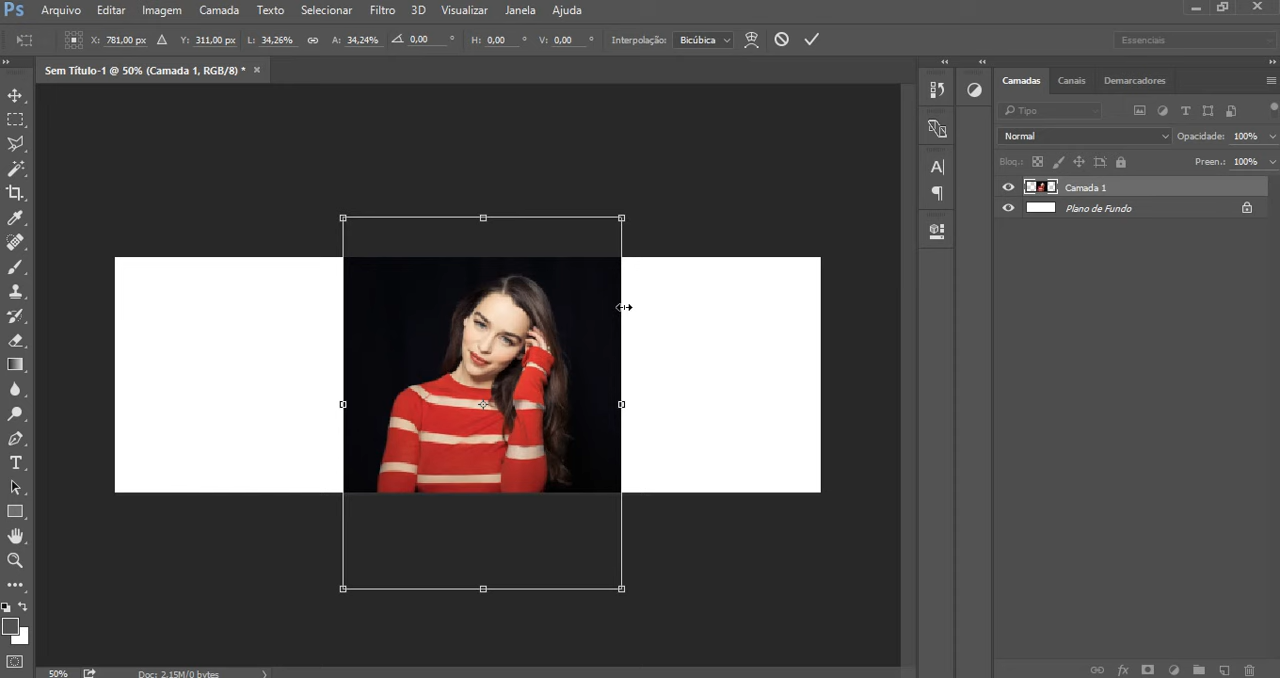 Ps Arquivo Editar Imagem Camada Texto Selecionar Filtro 3D Visualizar Janela Ajuda
X: 781,00 px Y: 311,00 px L: 34,26% A: 34,24% 0,00 ° H: 0,00 ° V: 0,00 ° Interpolação: Bicúbica Essenciais
Sem Título-1 @ 50% (Camada 1, RGB/8) * ×
Camadas Canais Demarcadores
Tipo
Normal Opacidade: 100%
Bloq.: Preen.: 100%
Camada 1
Plano de Fundo
50% Doc: 2,15M/0 bytes